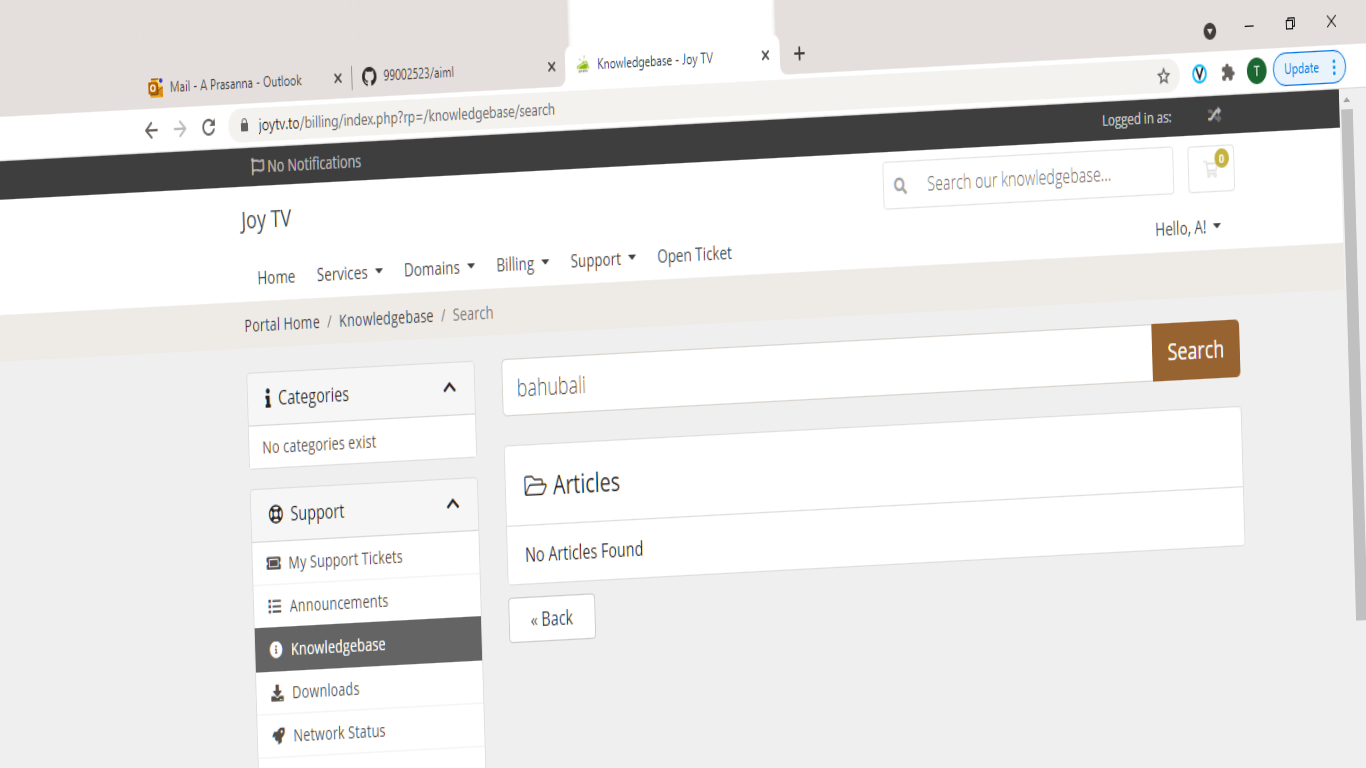 Mail - A Prasanna - Outlook
99002523/aiml
Knowledgebase - Joy TV
T
Update
joytv.to/billing/index.php?rp=/knowledgebase/search
No Notifications
Logged in as:
Joy TV
Search our knowledgebase...
0
Hello, A!
Home
Services
Domains
Billing
Support
Open Ticket
Portal Home / Knowledgebase / Search
Categories
No categories exist
bahubali
Search
Articles
No Articles Found
« Back
Support
My Support Tickets
Announcements
Knowledgebase
Downloads
Network Status